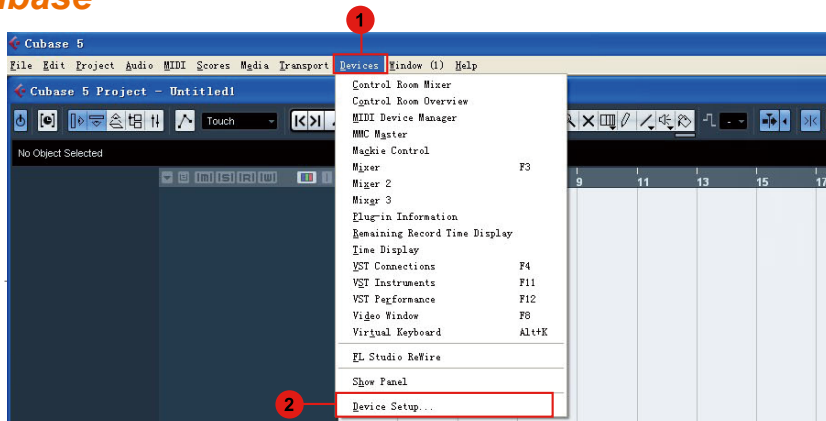 ibase
1
Cubase 5
File Edit Project Audio MIDI Scores Media Transport Devices Window (1) Help
Cubase 5 Project - Untitled1
Touch
No Object Selected
Control Room Mixer
Control Room Overview
MIDI Device Manager
MMC Master
Mackie Control
Mixer F3
Mixer 2
Mixer 3
Plug-in Information
Remaining Record Time Display
Time Display
VST Connections F4
VST Instruments F11
VST Performance F12
Video Window F8
Virtual Keyboard Alt+K
FL Studio ReWire
Show Panel
2
Device Setup...
m S R W
9 11 13 15 17